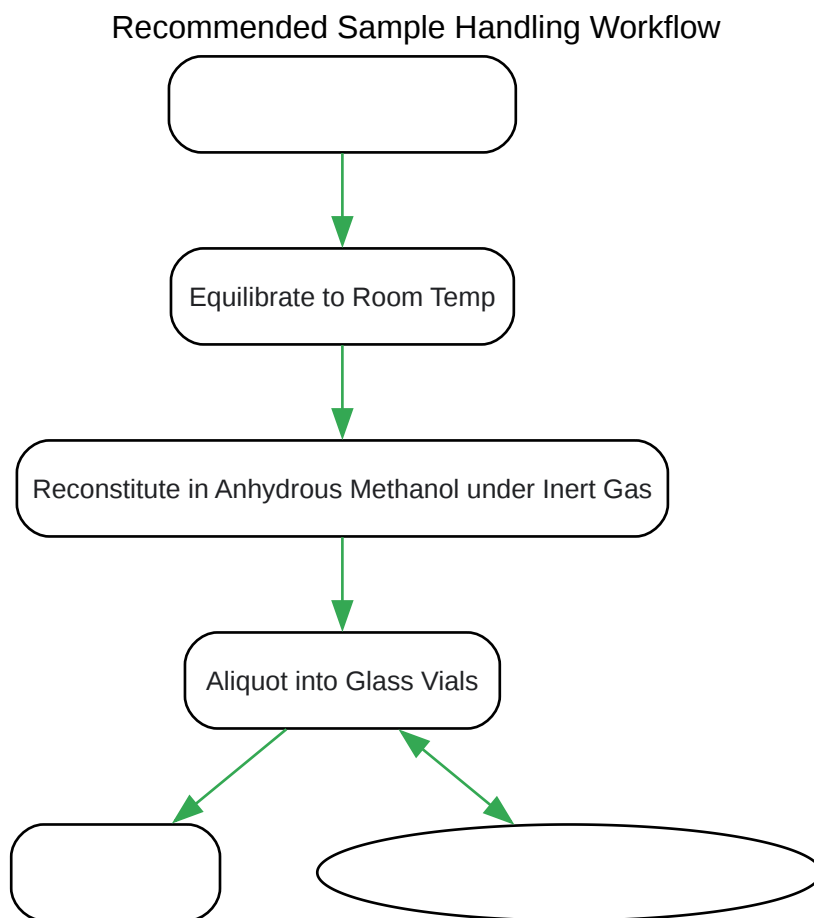 Recommended Sample Handling Workflow
Equilibrate to Room Temp
Reconstitute in Anhydrous Methanol under Inert Gas
Aliquot into Glass Vials